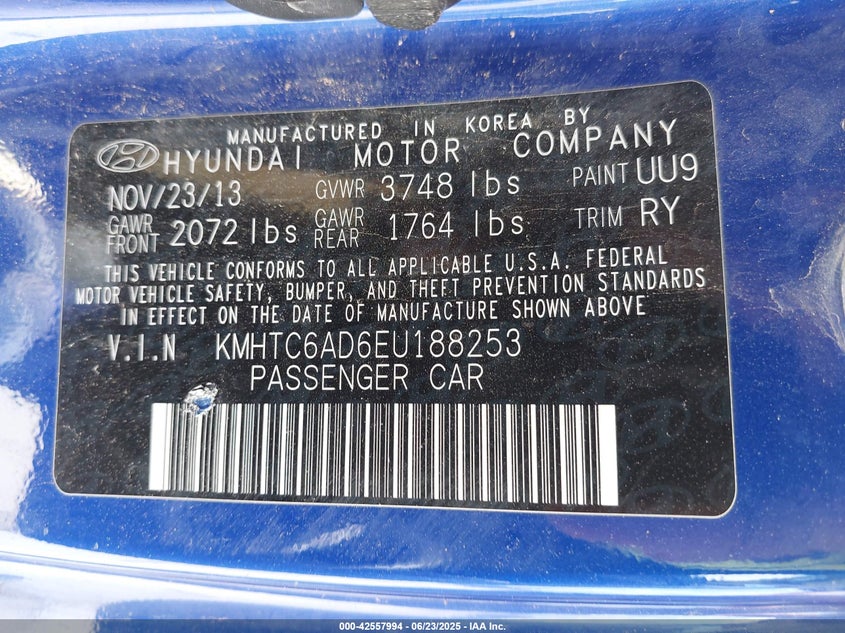 MANUFACTURED IN KOREA BY
HYUNDAI MOTOR COMPANY
NOV/23/13 GVWR 3748 lbs PAINT UU9
GAWR FRONT 2072 lbs GAWR REAR 1764 lbs TRIM RY
THIS VEHICLE CONFORMS TO ALL APPLICABLE U.S.A. FEDERAL
MOTOR VEHICLE SAFETY, BUMPER, AND THEFT PREVENTION STANDARDS
IN EFFECT ON THE DATE OF MANUFACTURE SHOWN ABOVE
V.I.N KMHTC6AD6EU188253
PASSENGER CAR
000-42557994 — 06/23/2025 — IAA Inc.